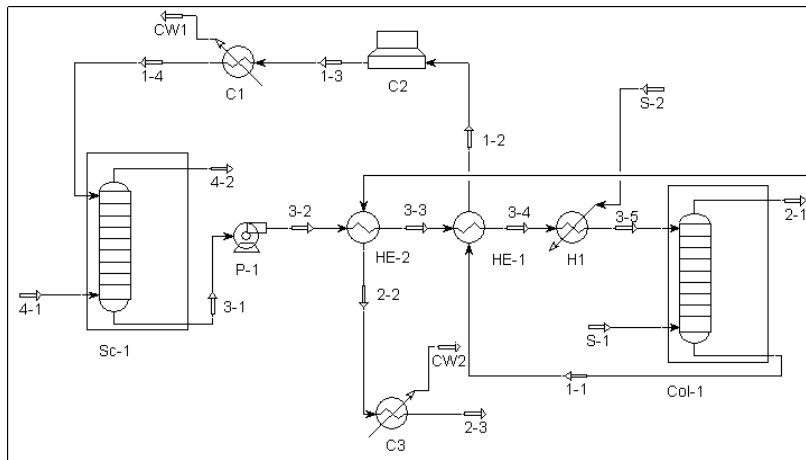 CW1
1-4
C1
1-3
C2
S-2
1-2
4-2
3-2
3-3
3-4
3-5
2-1
P-1
HE-2
HE-1
H1
4-1
3-1
2-2
S-1
Sc-1
CW2
1-1
Col-1
C3
2-3